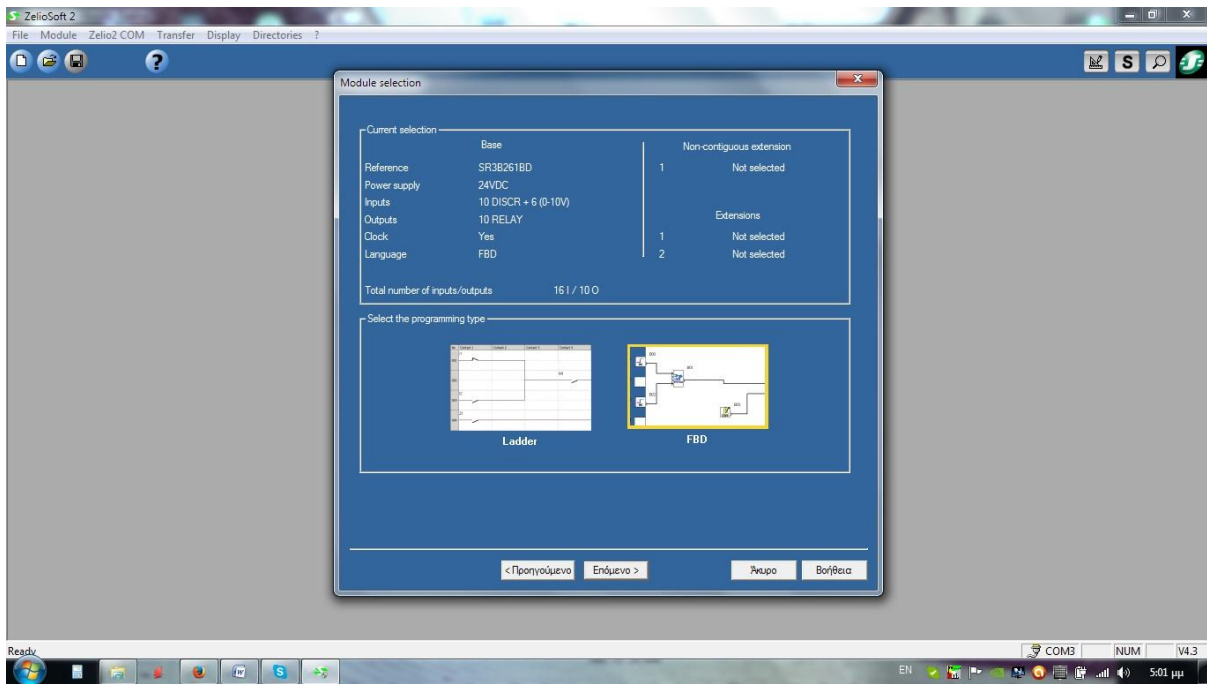 ZelioSoft 2
File Module Zelio2 COM Transfer Display Directories ?
Module selection
Current selection
Base
Non-contiguous extension
Reference SR3B261BD 1 Not selected
Power supply 24VDC
Inputs 10 DISCR + 6 (0-10V)
Outputs 10 RELAY Extensions
Clock Yes 1 Not selected
Language FBD 2 Not selected
Total number of inputs/outputs 16 I / 10 O
Select the programming type
Ladder FBD
< Προηγούμενο Επόμενο > Άκυρο Βοήθεια
Ready COM3 NUM V4.3
EN 5:01 μμ